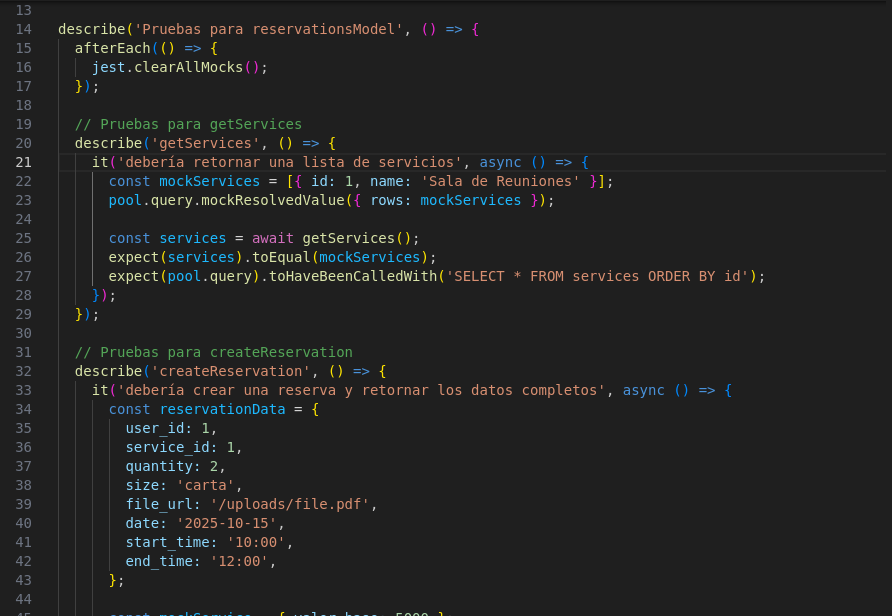 13
14 describe('Pruebas para reservationsModel', () => {
15   afterEach(() => {
16     jest.clearAllMocks();
17   });
18
19   // Pruebas para getServices
20   describe('getServices', () => {
21     it('debería retornar una lista de servicios', async () => {
22       const mockServices = [{ id: 1, name: 'Sala de Reuniones' }];
23       pool.query.mockResolvedValue({ rows: mockServices });
24
25       const services = await getServices();
26       expect(services).toEqual(mockServices);
27       expect(pool.query).toHaveBeenCalledWith('SELECT * FROM services ORDER BY id');
28     });
29   });
30
31   // Pruebas para createReservation
32   describe('createReservation', () => {
33     it('debería crear una reserva y retornar los datos completos', async () => {
34       const reservationData = {
35         user_id: 1,
36         service_id: 1,
37         quantity: 2,
38         size: 'carta',
39         file_url: '/uploads/file.pdf',
40         date: '2025-10-15',
41         start_time: '10:00',
42         end_time: '12:00',
43       };
44
45       const mockService = { valor_base: 5000 };